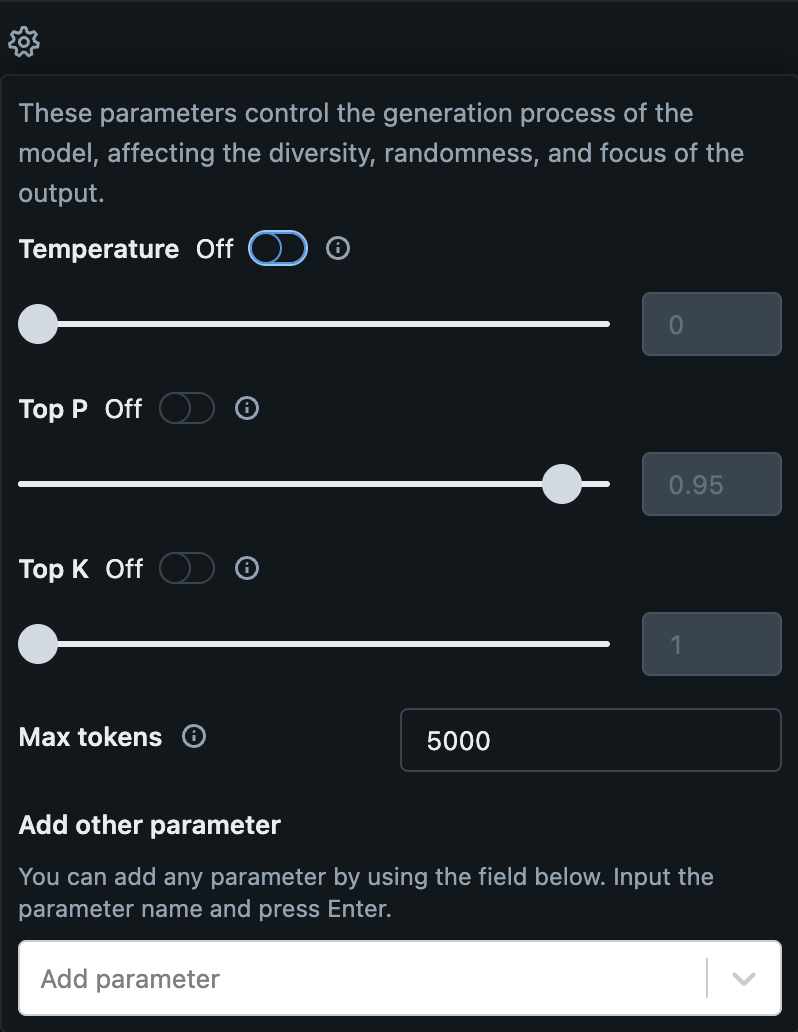 These parameters control the generation process of the
model, affecting the diversity, randomness, and focus of the
output.
Temperature Off
0
Top P Off
0.95
Top K Off
1
Max tokens 5000
Add other parameter
You can add any parameter by using the field below. Input the
parameter name and press Enter.
Add parameter